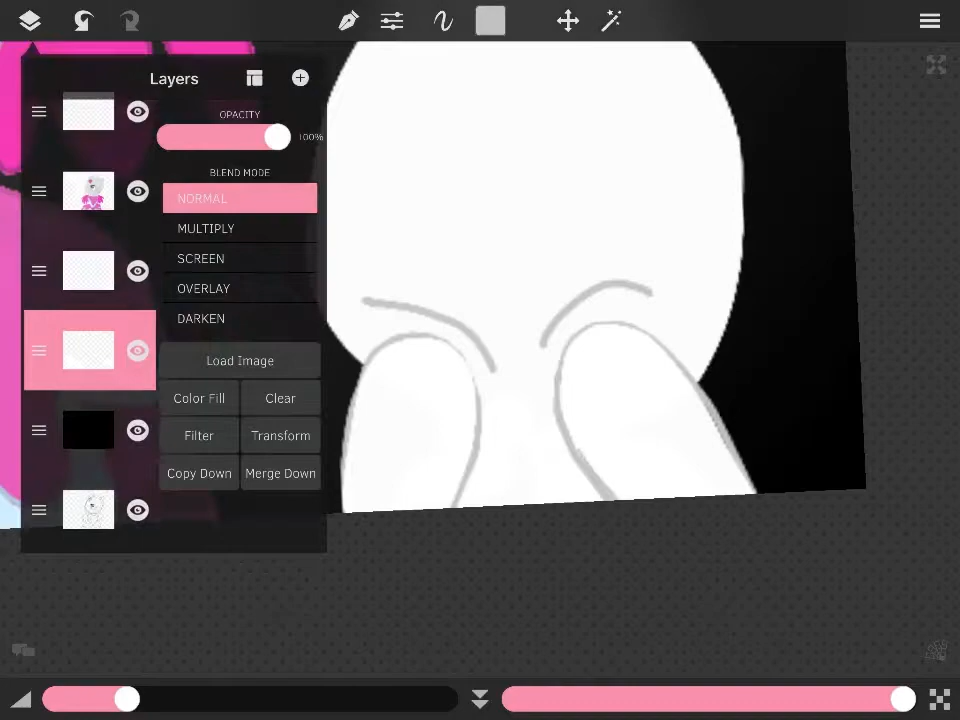 Layers
OPACITY
100%
BLEND MODE
NORMAL
MULTIPLY
SCREEN
OVERLAY
DARKEN
Load Image
Color Fill
Clear
Filter
Transform
Copy Down
Merge Down